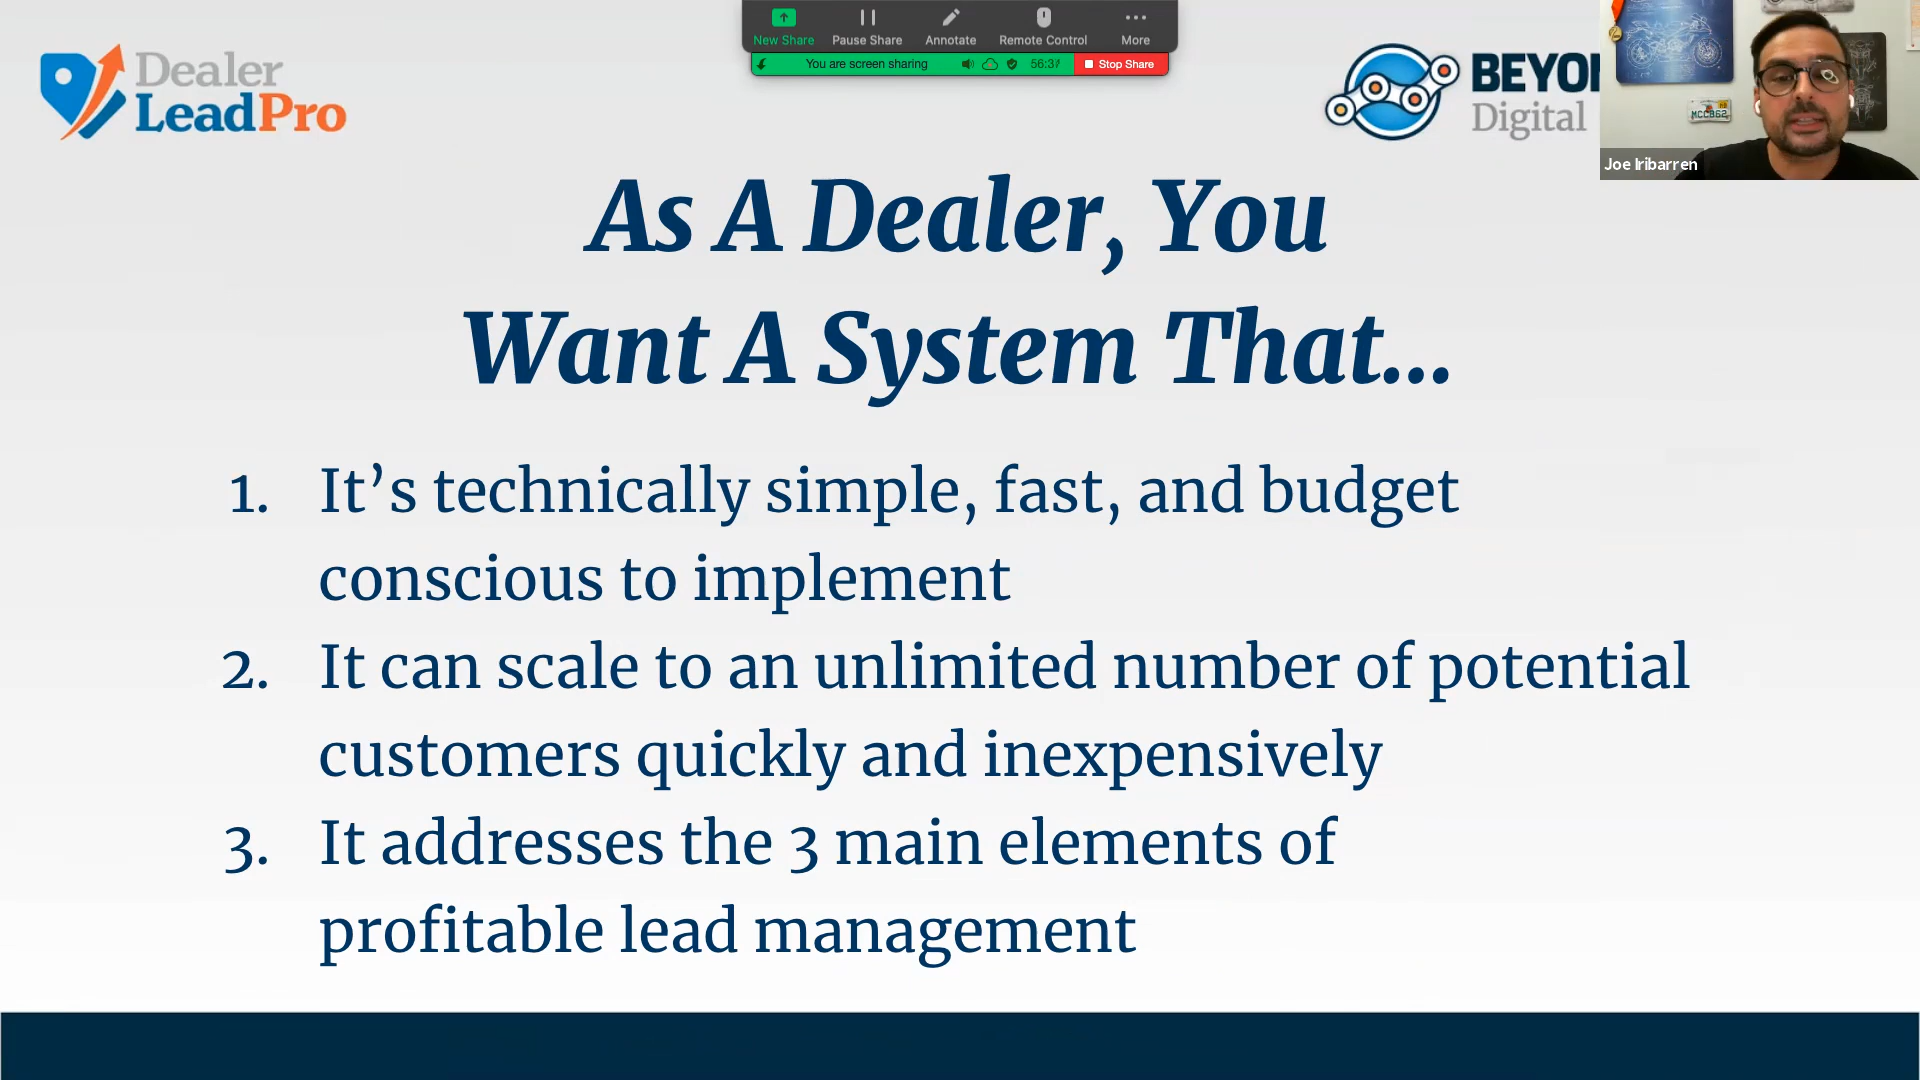 New Share
Pause Share
Annotate
Remote Control
More
You are screen sharing
56:37
Stop Share
Dealer
LeadPro
BEYO
Digital
MCCB62
Joe Iribarren
As A Dealer, You
Want A System That...
1. It’s technically simple, fast, and budget
conscious to implement
2. It can scale to an unlimited number of potential
customers quickly and inexpensively
3. It addresses the 3 main elements of
profitable lead management